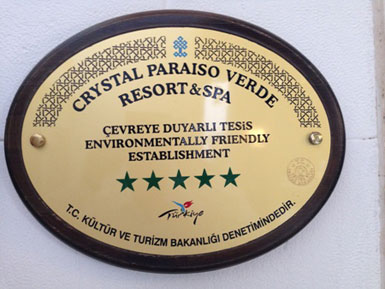 CRYSTAL PARAISO VERDE
RESORT & SPA
ÇEVREYE DUYARLI TESiS
ENVIRONMENTALLY FRIENDLY
ESTABLISHMENT
Türkiye
T.C. KÜLTÜR VE TURİZM BAKANLIĞI DENETİMİNDEDİR.